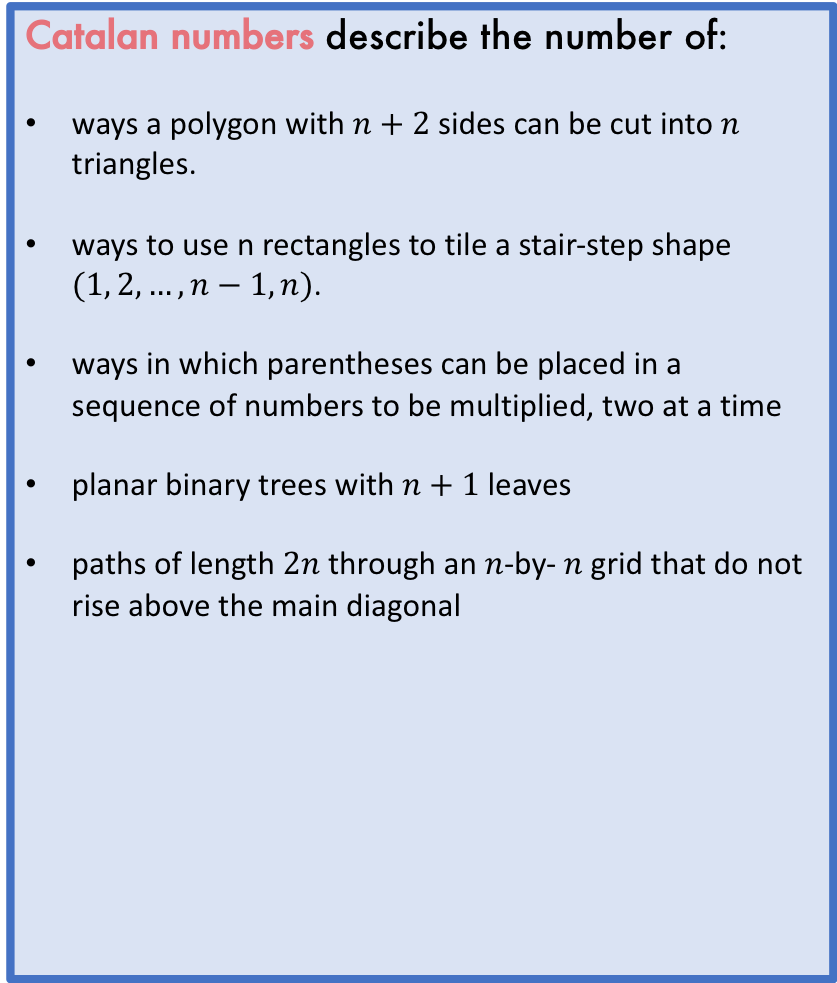 Catalan numbers describe the number of:
• ways a polygon with n + 2 sides can be cut into n
triangles.
• ways to use n rectangles to tile a stair-step shape
(1, 2, … , n − 1, n).
• ways in which parentheses can be placed in a
sequence of numbers to be multiplied, two at a time
• planar binary trees with n + 1 leaves
• paths of length 2n through an n-by- n grid that do not
rise above the main diagonal